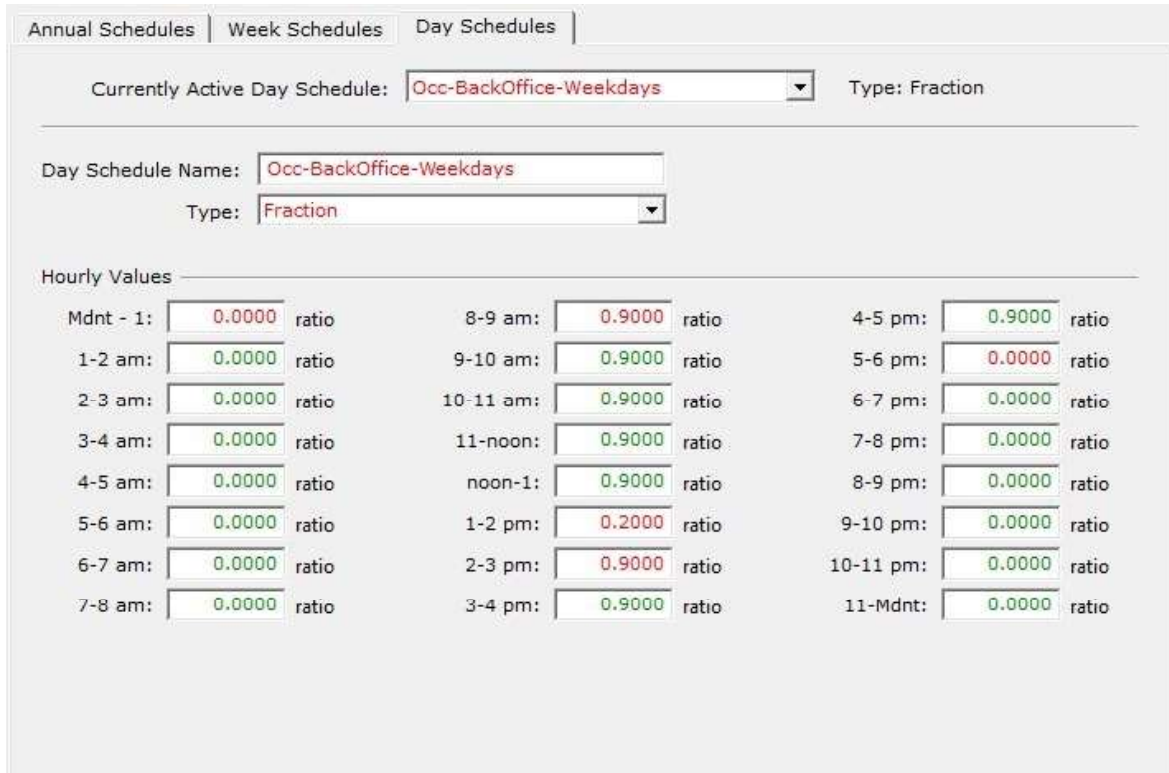 Annual Schedules Week Schedules Day Schedules
Currently Active Day Schedule: Occ-BackOffice-Weekdays Type: Fraction
Day Schedule Name: Occ-BackOffice-Weekdays
Type: Fraction
Hourly Values
Mdnt - 1: 0.0000 ratio 8-9 am: 0.9000 ratio 4-5 pm: 0.9000 ratio
1-2 am: 0.0000 ratio 9-10 am: 0.9000 ratio 5-6 pm: 0.0000 ratio
2-3 am: 0.0000 ratio 10-11 am: 0.9000 ratio 6-7 pm: 0.0000 ratio
3-4 am: 0.0000 ratio 11-noon: 0.9000 ratio 7-8 pm: 0.0000 ratio
4-5 am: 0.0000 ratio noon-1: 0.9000 ratio 8-9 pm: 0.0000 ratio
5-6 am: 0.0000 ratio 1-2 pm: 0.2000 ratio 9-10 pm: 0.0000 ratio
6-7 am: 0.0000 ratio 2-3 pm: 0.9000 ratio 10-11 pm: 0.0000 ratio
7-8 am: 0.0000 ratio 3-4 pm: 0.9000 ratio 11-Mdnt: 0.0000 ratio